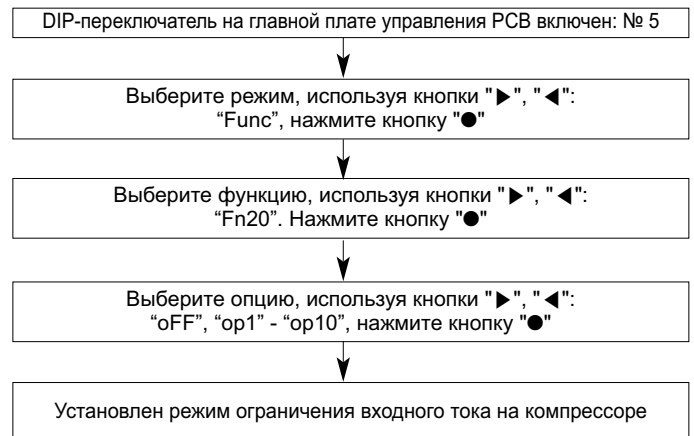 DIP-переключатель на главной плате управления PCB включен: № 5
Выберите режим, используя кнопки "▶", "◀":
“Func”, нажмите кнопку "●"
Выберите функцию, используя кнопки "▶", "◀":
“Fn20”. Нажмите кнопку "●"
Выберите опцию, используя кнопки "▶", "◀":
“oFF”, “op1” - “op10”, нажмите кнопку "●"
Установлен режим ограничения входного тока на компрессоре